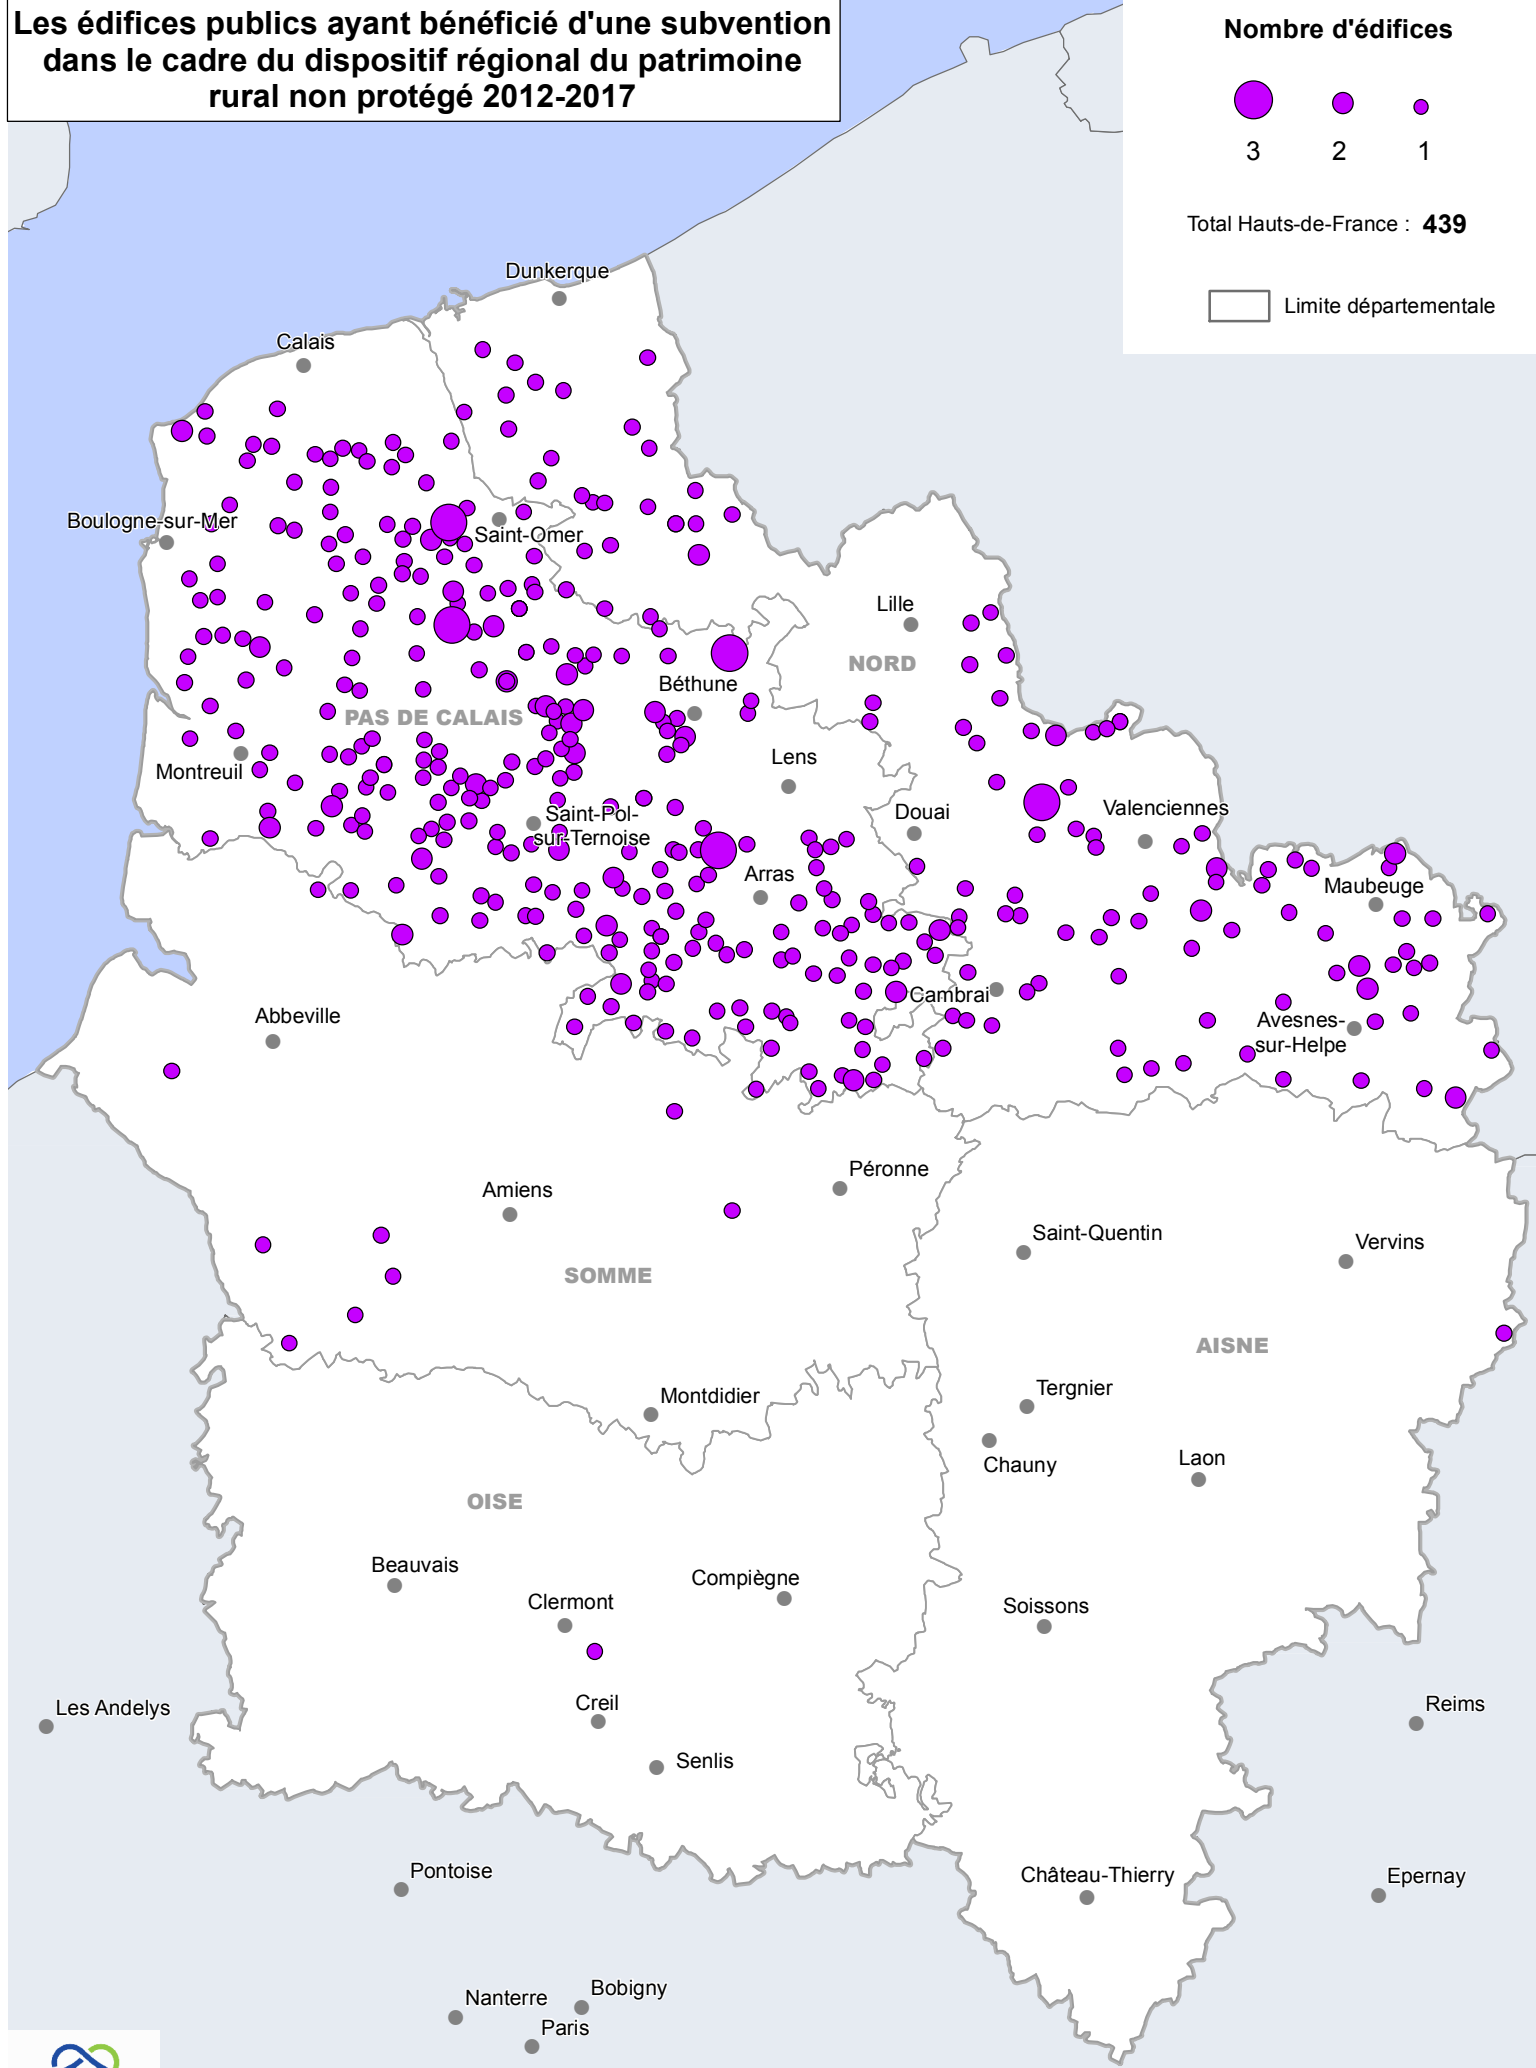 Les édifices publics ayant bénéficié d'une subvention
dans le cadre du dispositif régional du patrimoine
rural non protégé 2012-2017
Nombre d'édifices
3 2 1
Total Hauts-de-France : 439
Limite départementale
Dunkerque
Calais
Boulogne-sur-Mer
Saint-Omer
Lille
NORD
Béthune
PAS DE CALAIS
Montreuil
Lens
Saint-Pol-
sur-Ternoise
Douai
Valenciennes
Arras
Maubeuge
Cambrai
Abbeville
Avesnes-
sur-Helpe
Péronne
Amiens
Saint-Quentin
Vervins
SOMME
AISNE
Montdidier
Tergnier
Chauny
Laon
OISE
Beauvais
Clermont
Compiègne
Soissons
Les Andelys
Creil
Reims
Senlis
Pontoise
Château-Thierry
Epernay
Nanterre
Bobigny
Paris